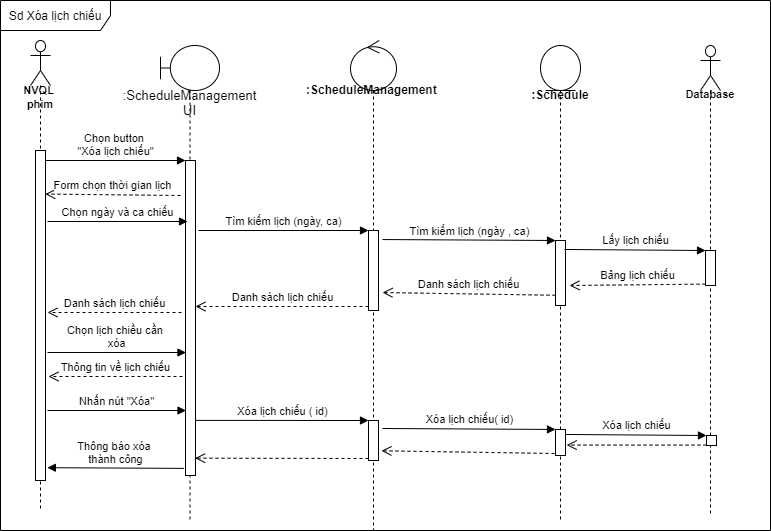 Sd Xóa lịch chiếu
NVQL
phim
:ScheduleManagement
UI
:ScheduleManagement
:Schedule
Database
Chọn button
"Xóa lịch chiếu"
Form chọn thời gian lịch
Chọn ngày và ca chiếu
Tìm kiếm lịch (ngày, ca)
Tìm kiếm lịch (ngày , ca)
Lấy lịch chiếu
Bảng lịch chiếu
Danh sách lịch chiếu
Danh sách lịch chiếu
Danh sách lịch chiếu
Chọn lịch chiều cần
xóa
Thông tin về lịch chiếu
Nhấn nút "Xóa"
Xóa lịch chiếu ( id)
Xóa lịch chiếu( id)
Xóa lịch chiếu
Thông báo xóa
thành công